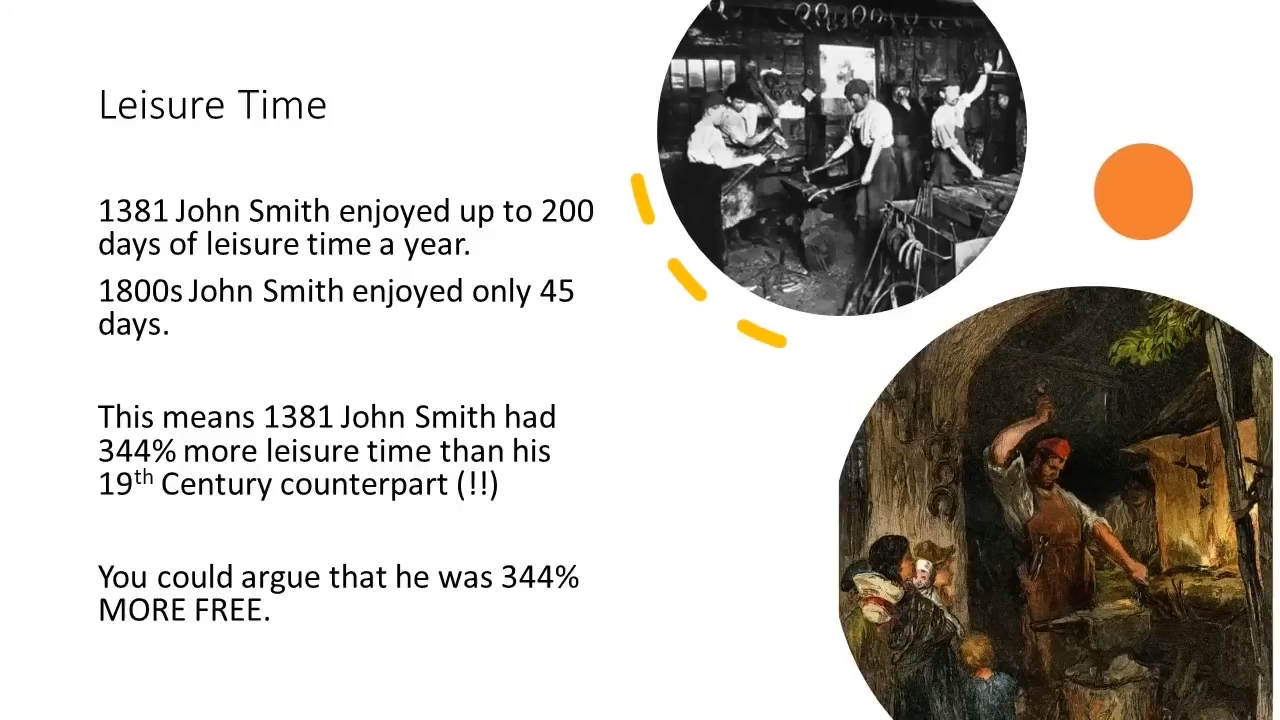 Leisure Time
1381 John Smith enjoyed up to 200
days of leisure time a year.
1800s John Smith enjoyed only 45
days.
This means 1381 John Smith had
344% more leisure time than his
19th Century counterpart (!!)
You could argue that he was 344%
MORE FREE.